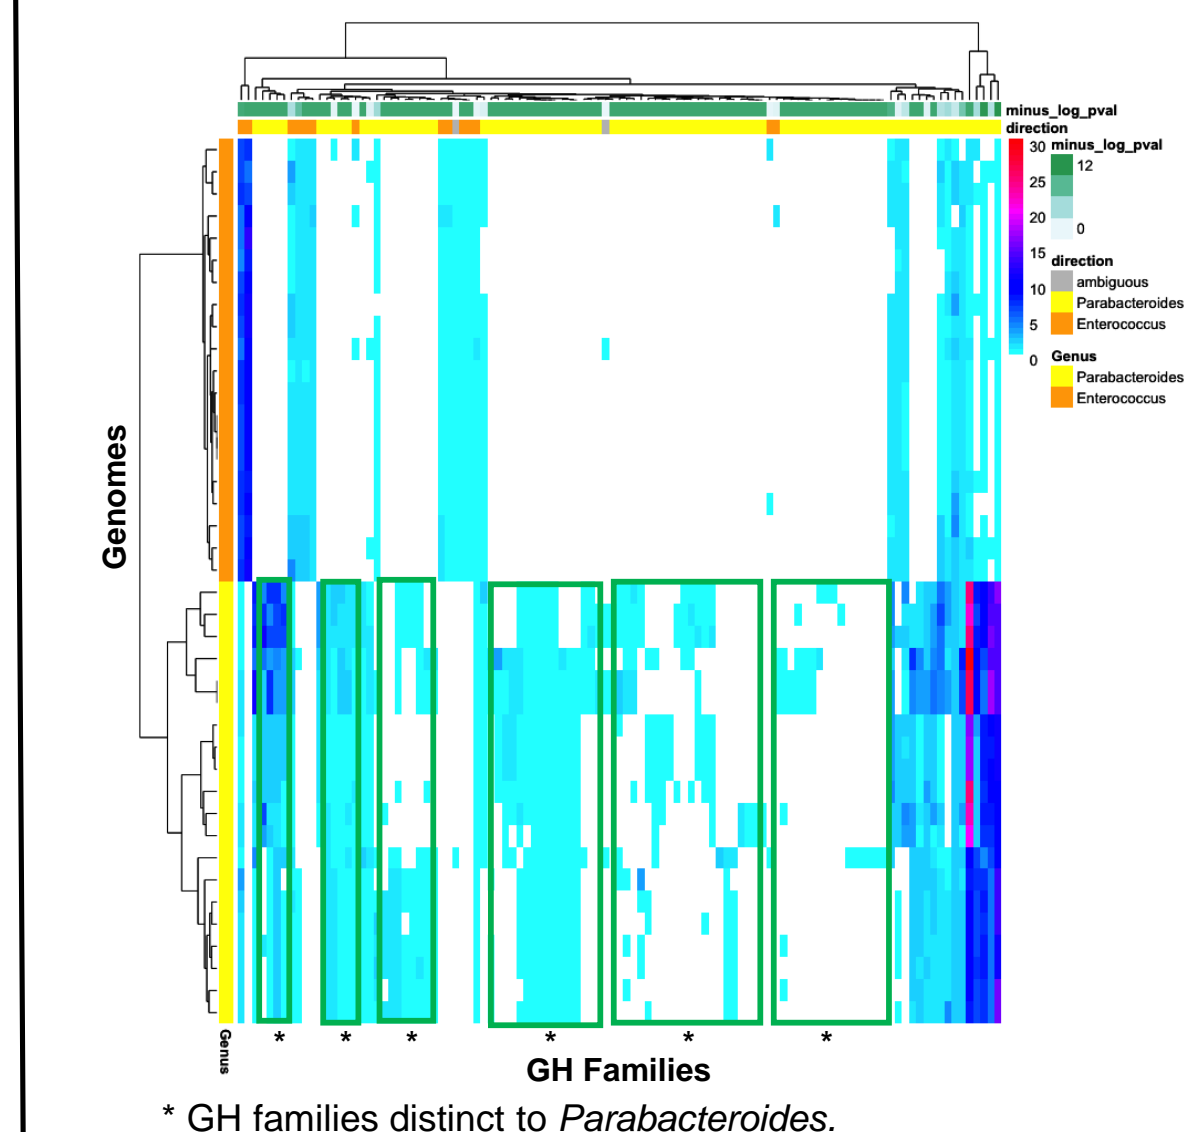 minus_log_pval
direction
30
25
20
15
10
5
0
minus_log_pval
12
0
direction
ambiguous
Parabacteroides
Enterococcus
Genus
Parabacteroides
Enterococcus
Genomes
Genus
* * * * * *
GH Families
* GH families distinct to Parabacteroides.